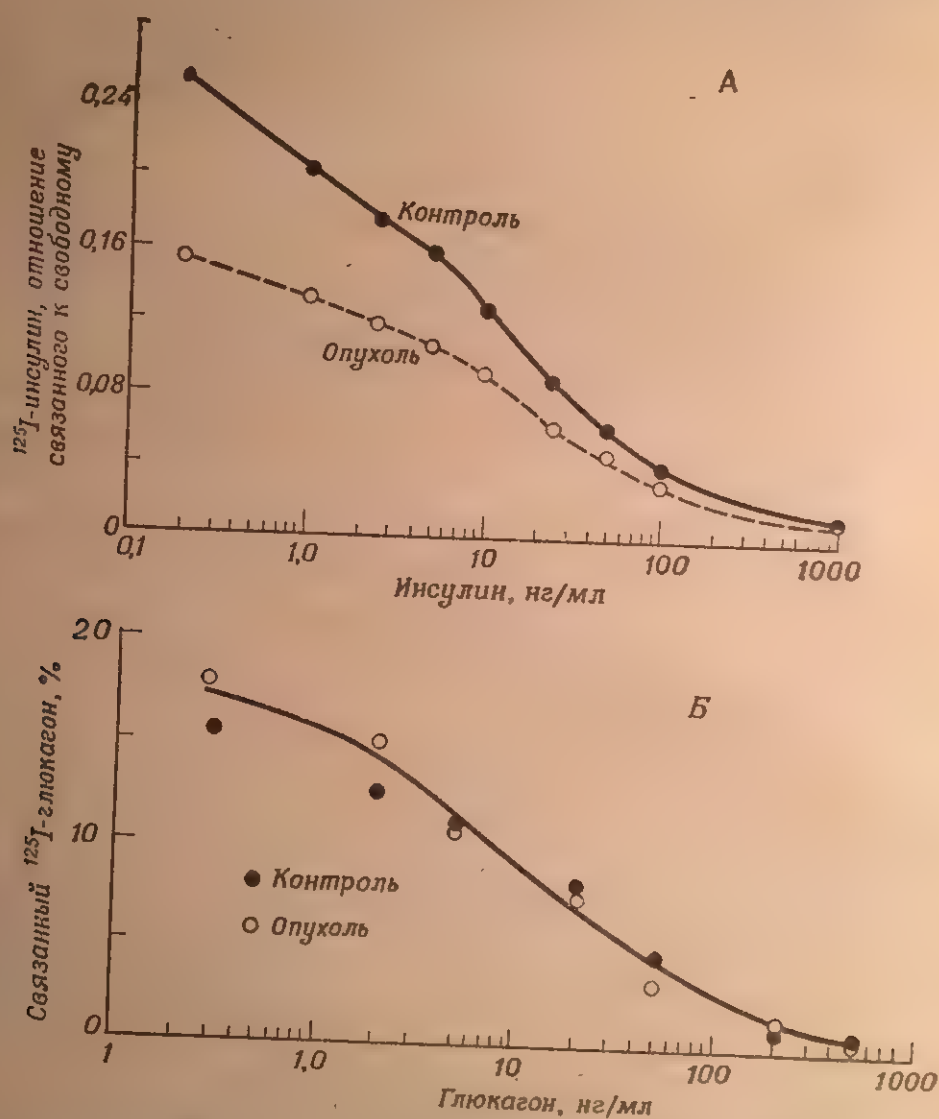 А
0,24
0,16
0,08
0
¹²⁵I-инсулин, отношение
связанного к свободному
Контроль
Опухоль
0,1
1,0
10
100
1000
Инсулин, нг/мл
Б
20
10
0
Связанный ¹²⁵I-глюкагон, %
Контроль
Опухоль
1
1,0
10
100
1000
Глюкагон, нг/мл